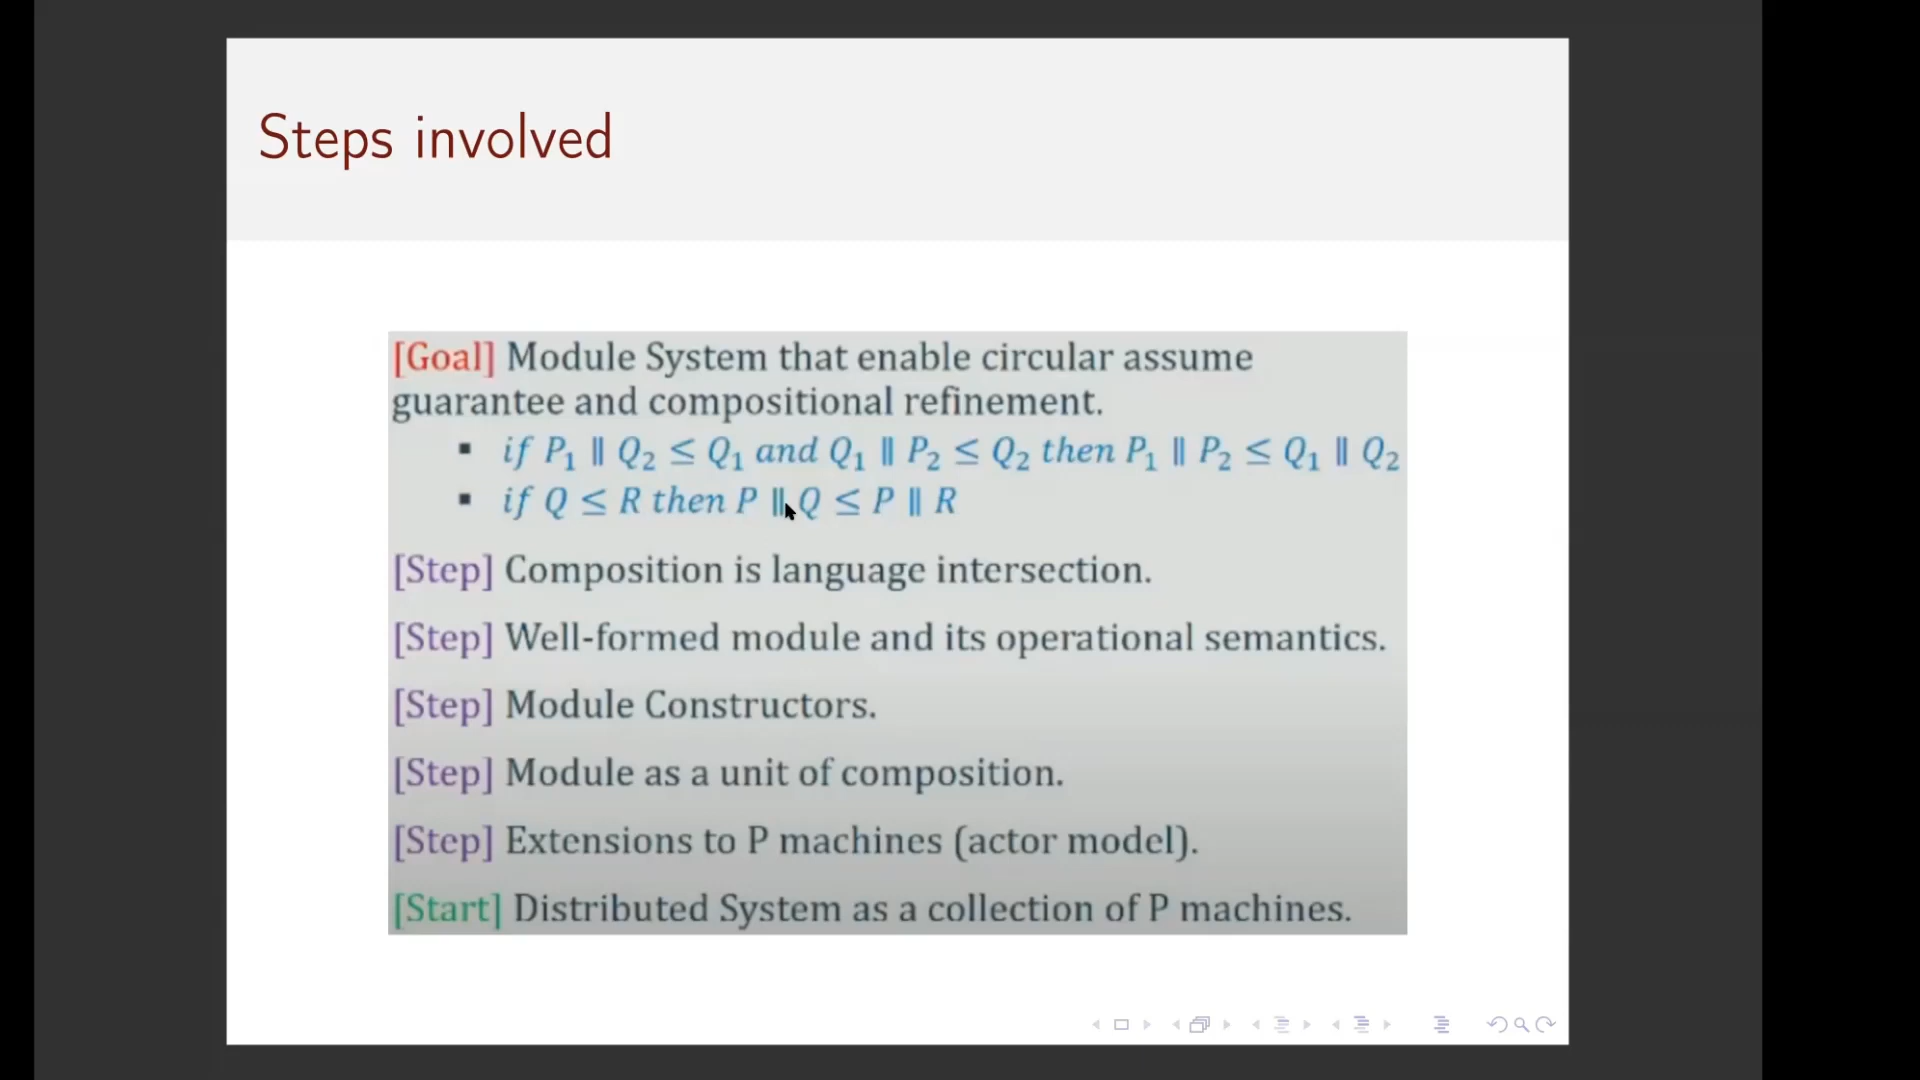 Steps involved
[Goal] Module System that enable circular assume
guarantee and compositional refinement.
▪ if P₁ ∥ Q₂ ≤ Q₁ and Q₁ ∥ P₂ ≤ Q₂ then P₁ ∥ P₂ ≤ Q₁ ∥ Q₂
▪ if Q ≤ R then P ∥ Q ≤ P ∥ R
[Step] Composition is language intersection.
[Step] Well-formed module and its operational semantics.
[Step] Module Constructors.
[Step] Module as a unit of composition.
[Step] Extensions to P machines (actor model).
[Start] Distributed System as a collection of P machines.